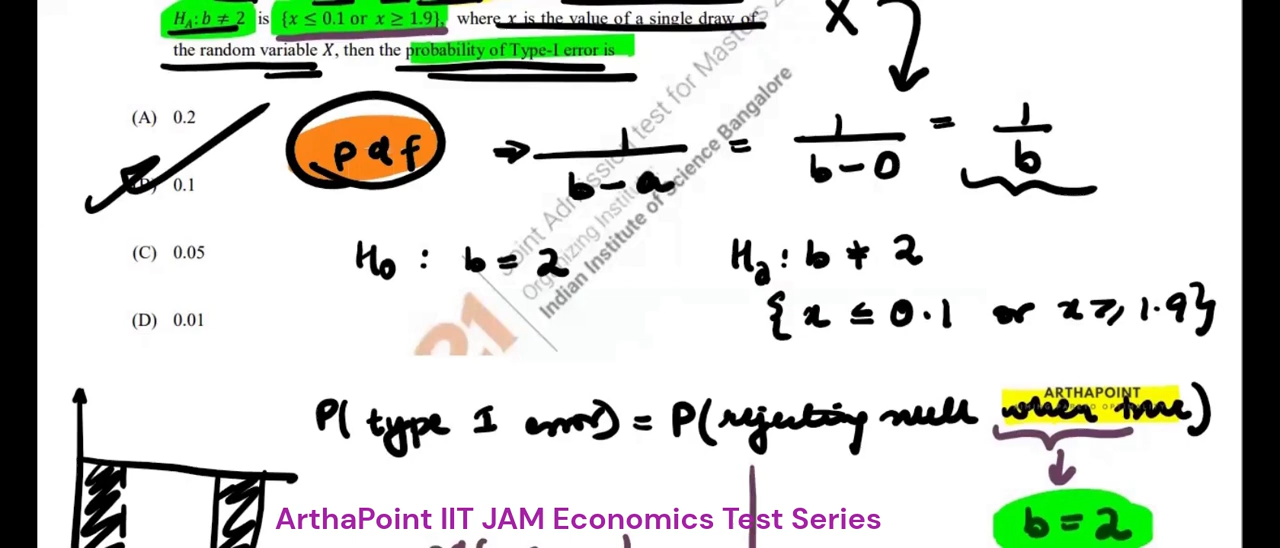 H_A: b ≠ 2 is {x ≤ 0.1 or x ≥ 1.9}, where x is the value of a single draw of
the random variable X, then the probability of Type-I error is
X
(A) 0.2
0.1
(C) 0.05
(D) 0.01
pdf ⇒ 1/(b-a) = 1/(b-0) = 1/b
Joint Admission test for Masters
Organizing Institute
Indian Institute of Science Bangalore
21
H₀ : b = 2
Hₐ : b ≠ 2
{x ≤ 0.1 or x ≥ 1.9}
ARTHAPOINT
P(type I error) = P(rejecting null when true)
b = 2
ArthaPoint IIT JAM Economics Test Series